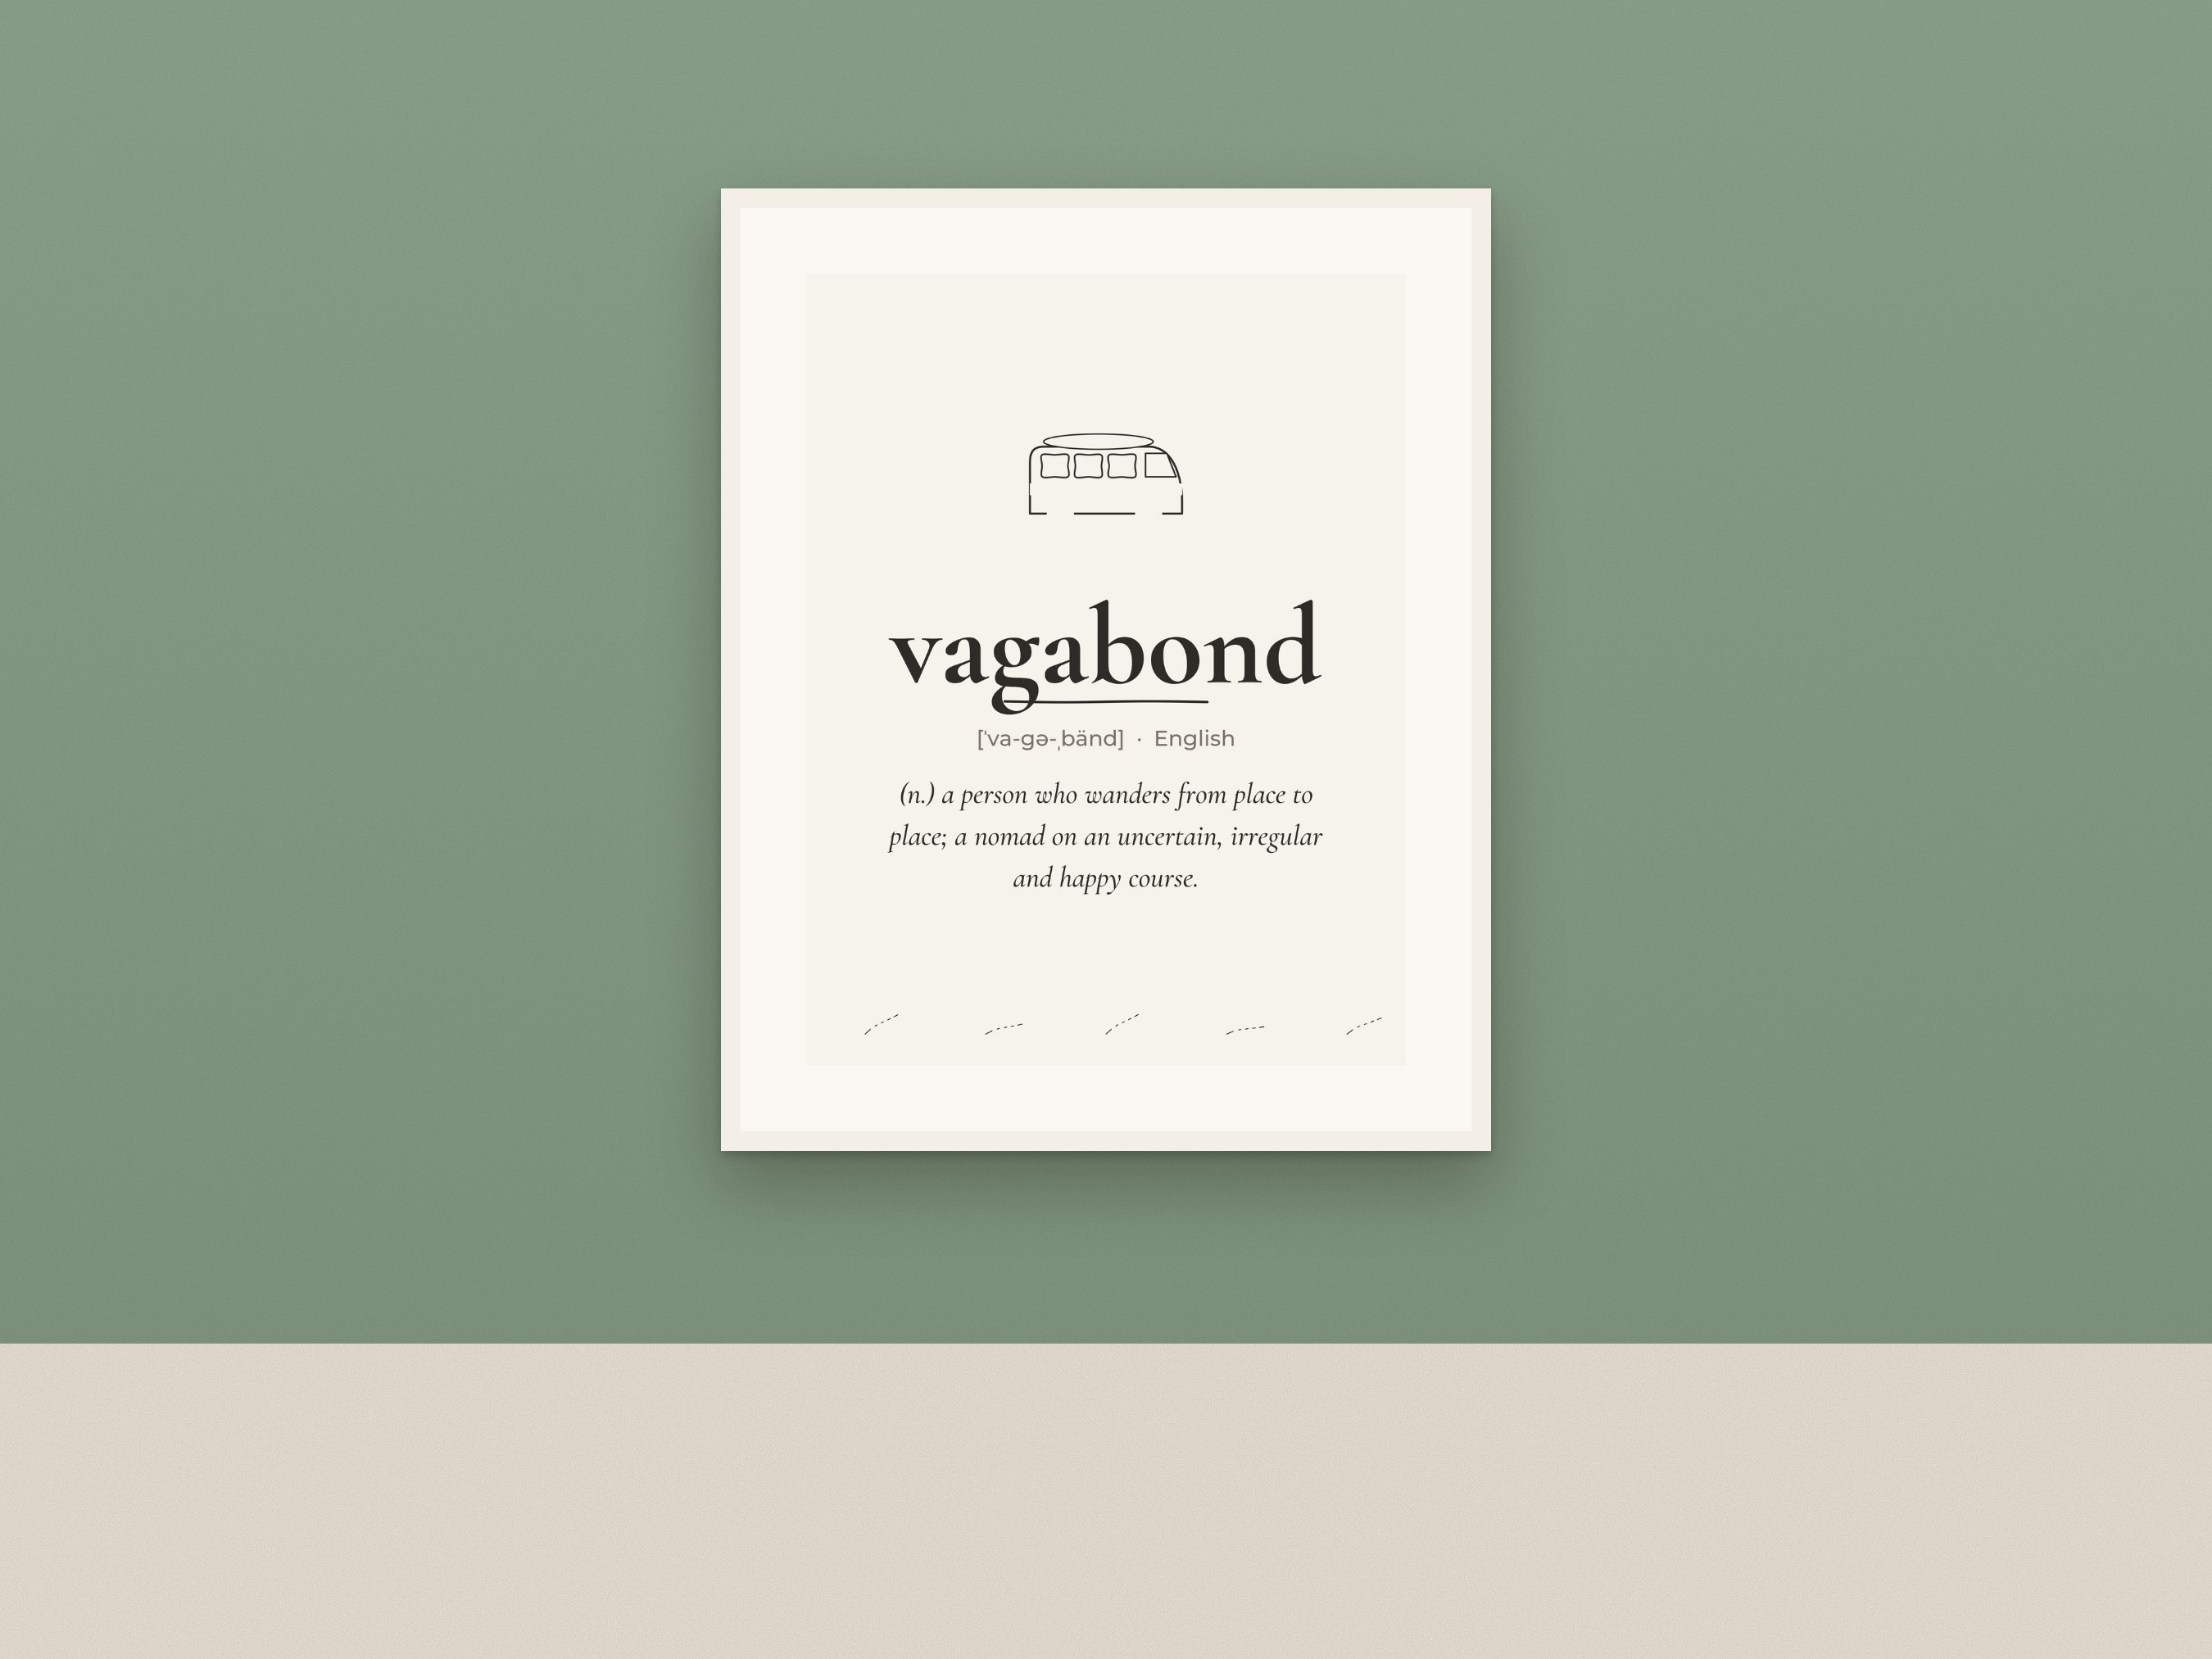 vagabond
[ˈva-gə-ˌbänd] · English
(n.) a person who wanders from place to
place; a nomad on an uncertain, irregular
and happy course.